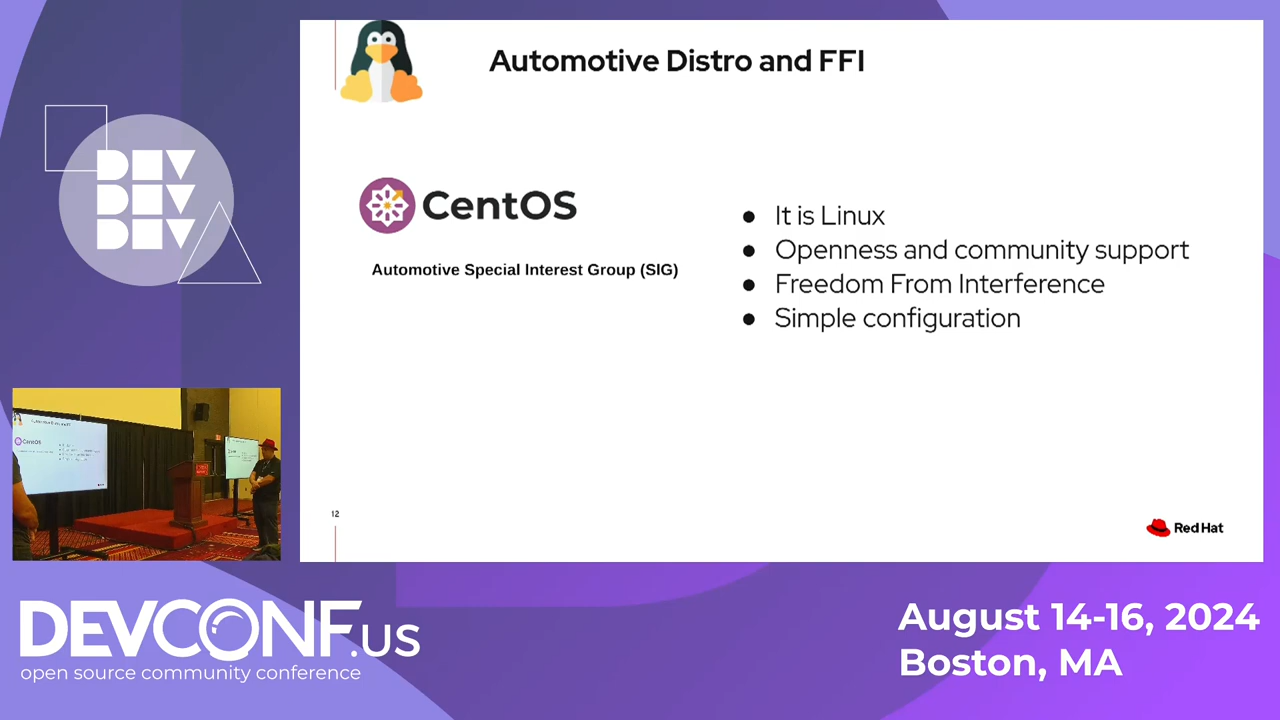 Automotive Distro and FFI
DEV
DEV
DEV
CentOS
Automotive Special Interest Group (SIG)
● It is Linux
● Openness and community support
● Freedom From Interference
● Simple configuration
12
Red Hat
CentOS
DEVCONF.us
open source community conference
August 14-16, 2024
Boston, MA